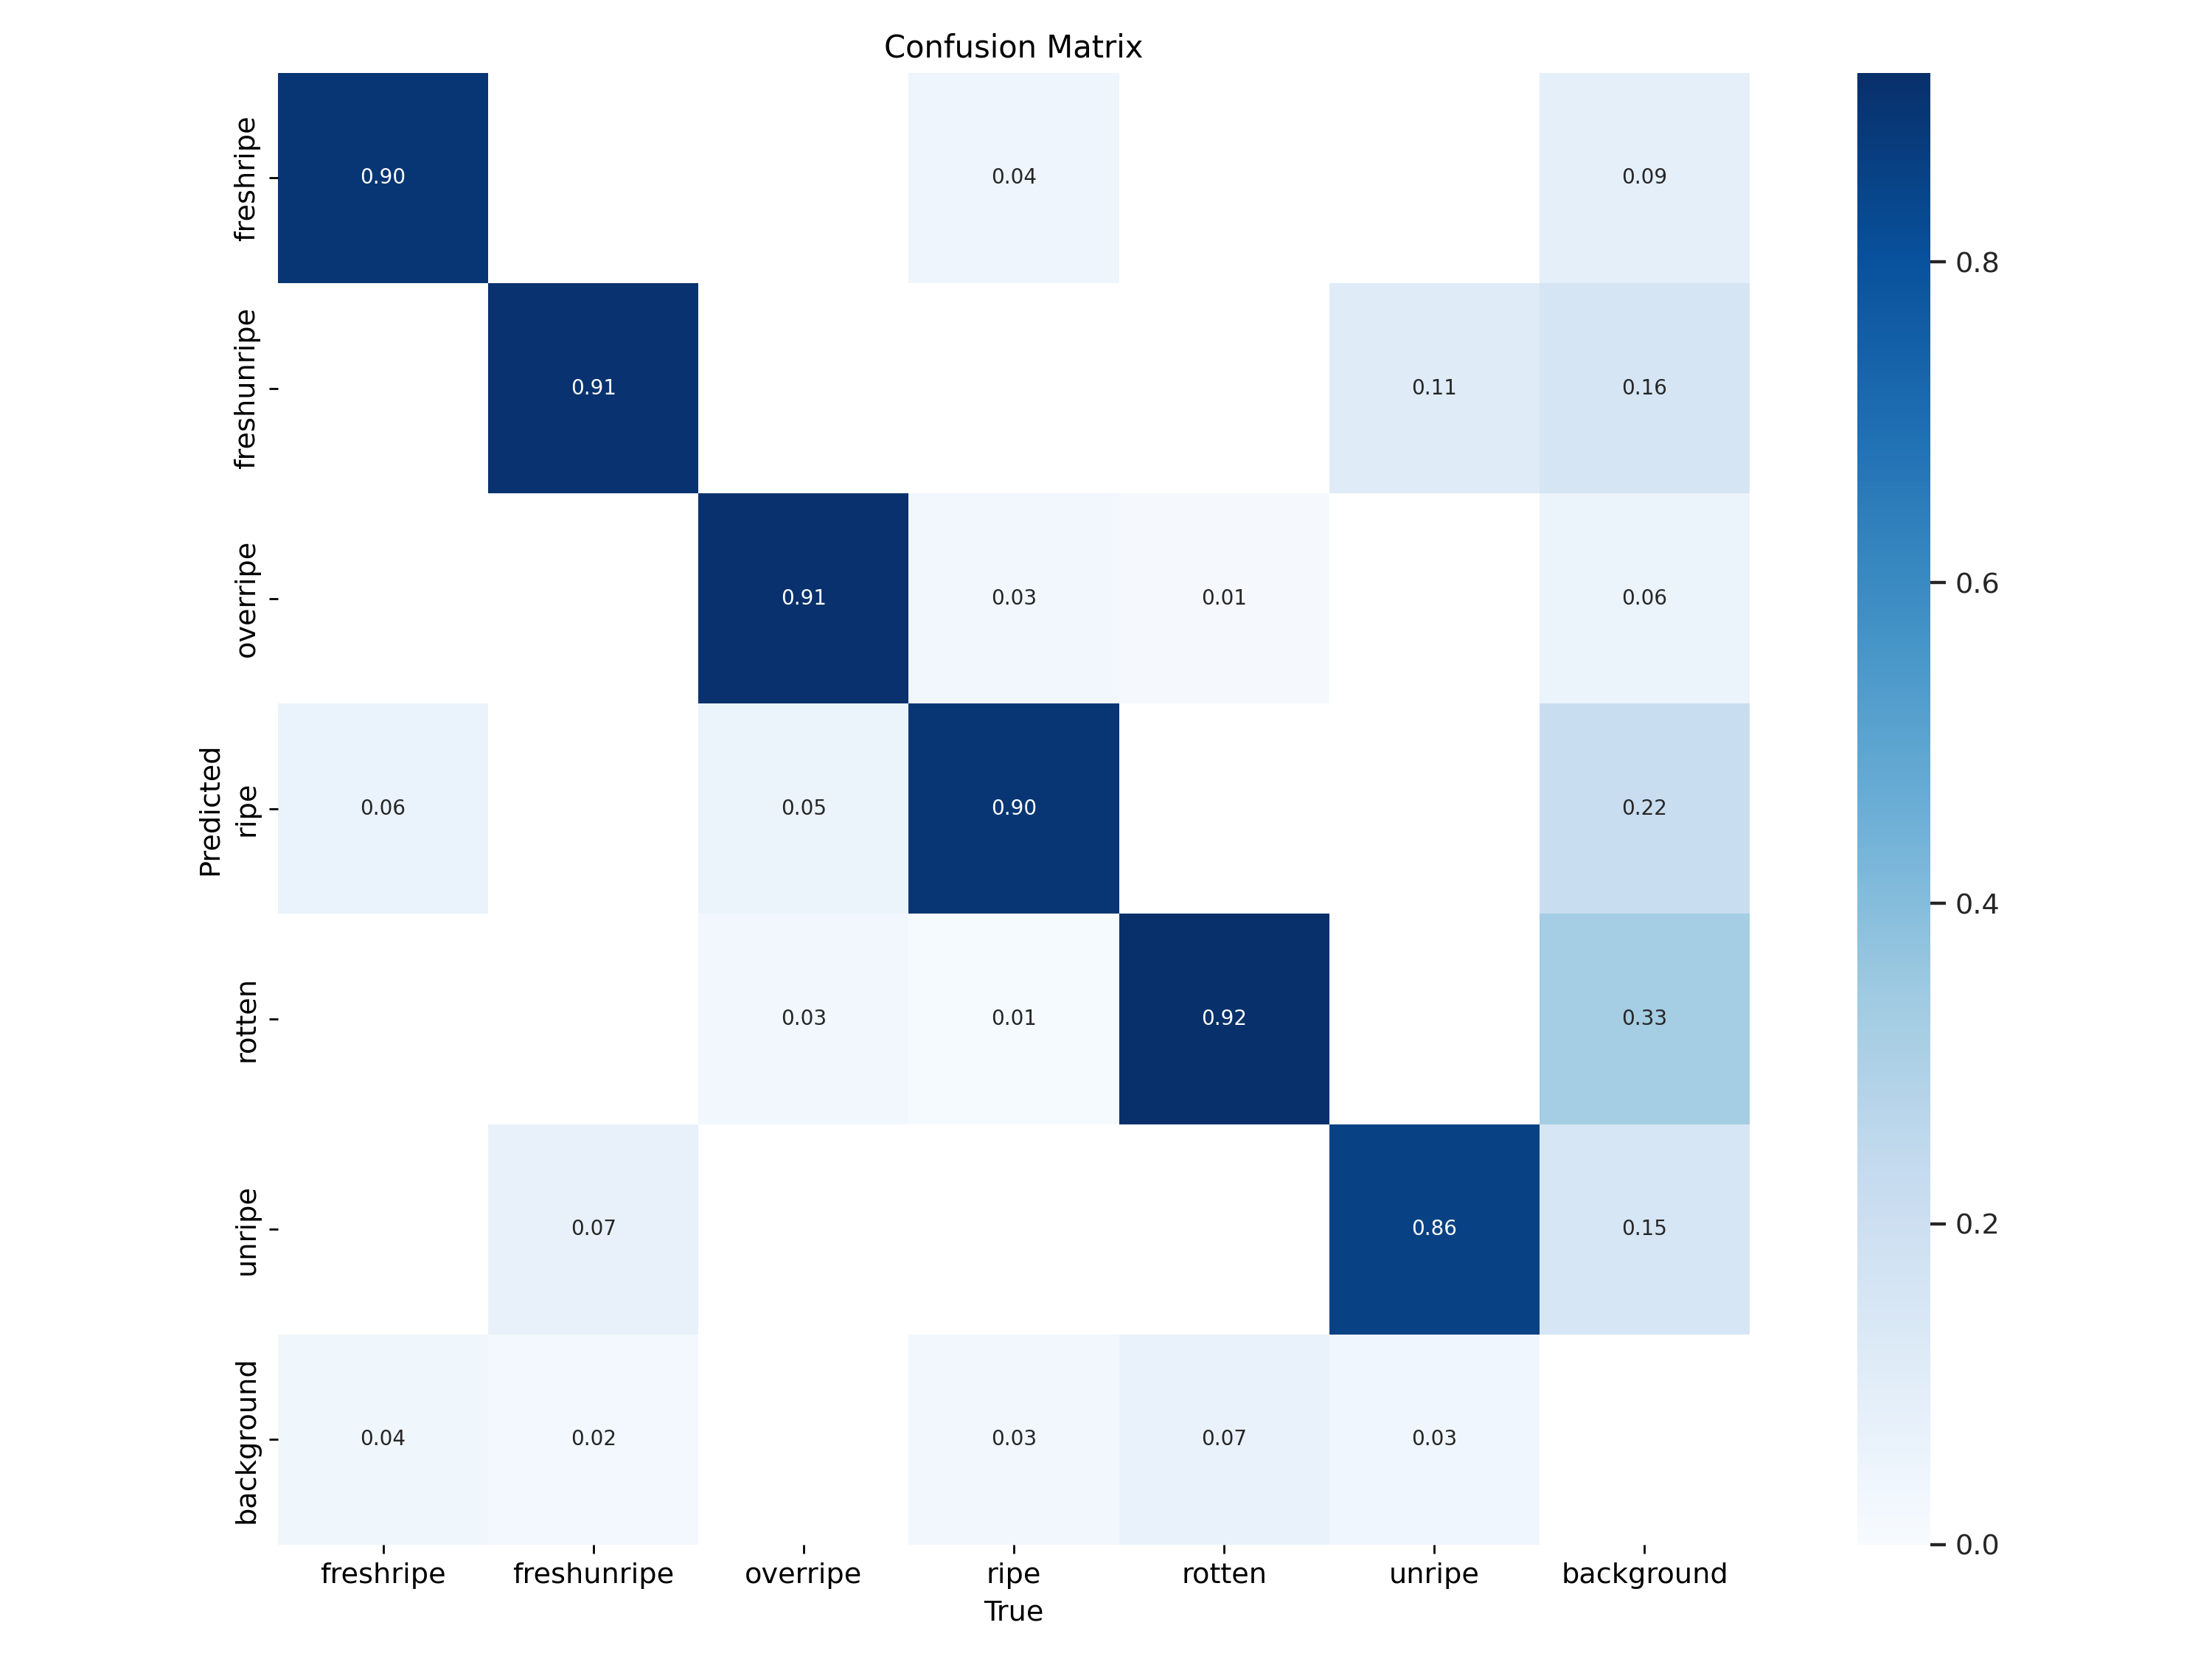 Confusion Matrix
freshripe 0.90 0.04 0.09
freshunripe 0.91 0.11 0.16
overripe 0.91 0.03 0.01 0.06
ripe 0.06 0.05 0.90 0.22
rotten 0.03 0.01 0.92 0.33
unripe 0.07 0.86 0.15
background 0.04 0.02 0.03 0.07 0.03
Predicted
freshripe freshunripe overripe ripe rotten unripe background
True
0.8
0.6
0.4
0.2
0.0